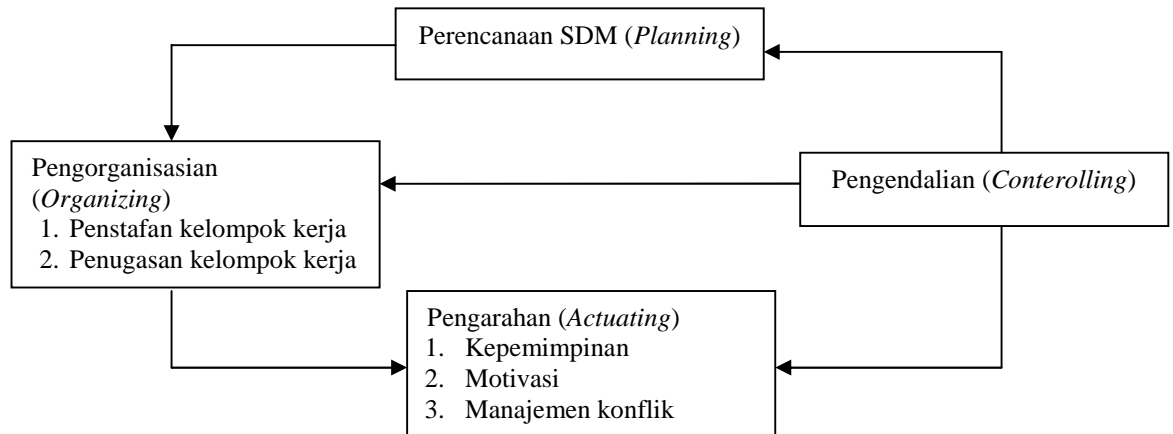 Perencanaan SDM (Planning)
Pengorganisasian
(Organizing)
1. Penstafan kelompok kerja
2. Penugasan kelompok kerja
Pengendalian (Conterolling)
Pengarahan (Actuating)
1. Kepemimpinan
2. Motivasi
3. Manajemen konflik